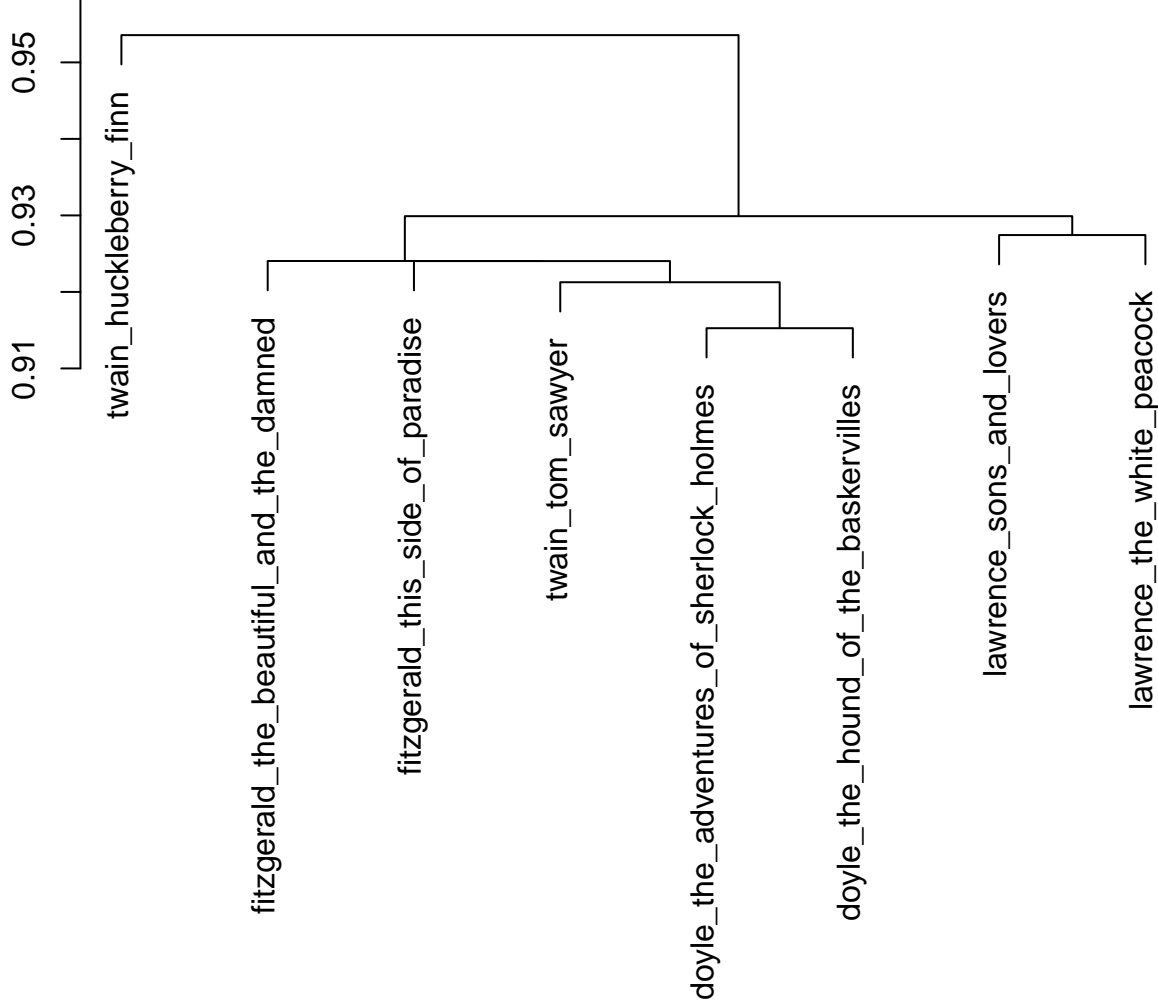 0.95
0.93
0.91
twain_huckleberry_finn
fitzgerald_the_beautiful_and_the_damned
fitzgerald_this_side_of_paradise
twain_tom_sawyer
doyle_the_adventures_of_sherlock_holmes
doyle_the_hound_of_the_baskervilles
lawrence_sons_and_lovers
lawrence_the_white_peacock